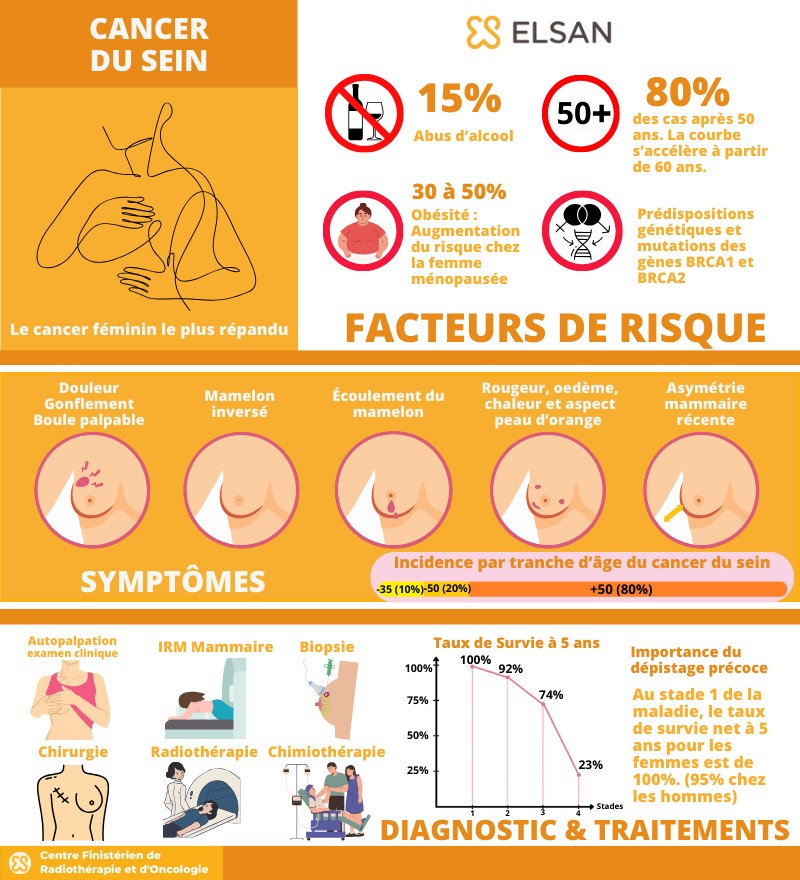 CANCER
DU SEIN
Le cancer féminin le plus répandu
ELSAN
15%
Abus d’alcool
50+
80%
des cas après 50
ans. La courbe
s’accélère à partir
de 60 ans.
30 à 50%
Obésité :
Augmentation
du risque chez
la femme
ménopausée
Prédispositions
génétiques et
mutations des
gènes BRCA1 et
BRCA2
FACTEURS DE RISQUE
Douleur
Gonflement
Boule palpable
Mamelon
inversé
Écoulement du
mamelon
Rougeur, oedème,
chaleur et aspect
peau d’orange
Asymétrie
mammaire
récente
SYMPTÔMES
Incidence par tranche d’âge du cancer du sein
-35 (10%)
-50 (20%)
+50 (80%)
Autopalpation
examen clinique
IRM Mammaire
Biopsie
Chirurgie
Radiothérapie
Chimiothérapie
Taux de Survie à 5 ans
100%
75%
50%
25%
100%
92%
74%
23%
1
2
3
4
Stades
Importance du
dépistage précoce
Au stade 1 de la
maladie, le taux
de survie net à 5
ans pour les
femmes est de
100%. (95% chez
les hommes)
DIAGNOSTIC & TRAITEMENTS
Centre Finistérien de
Radiothérapie et d'Oncologie